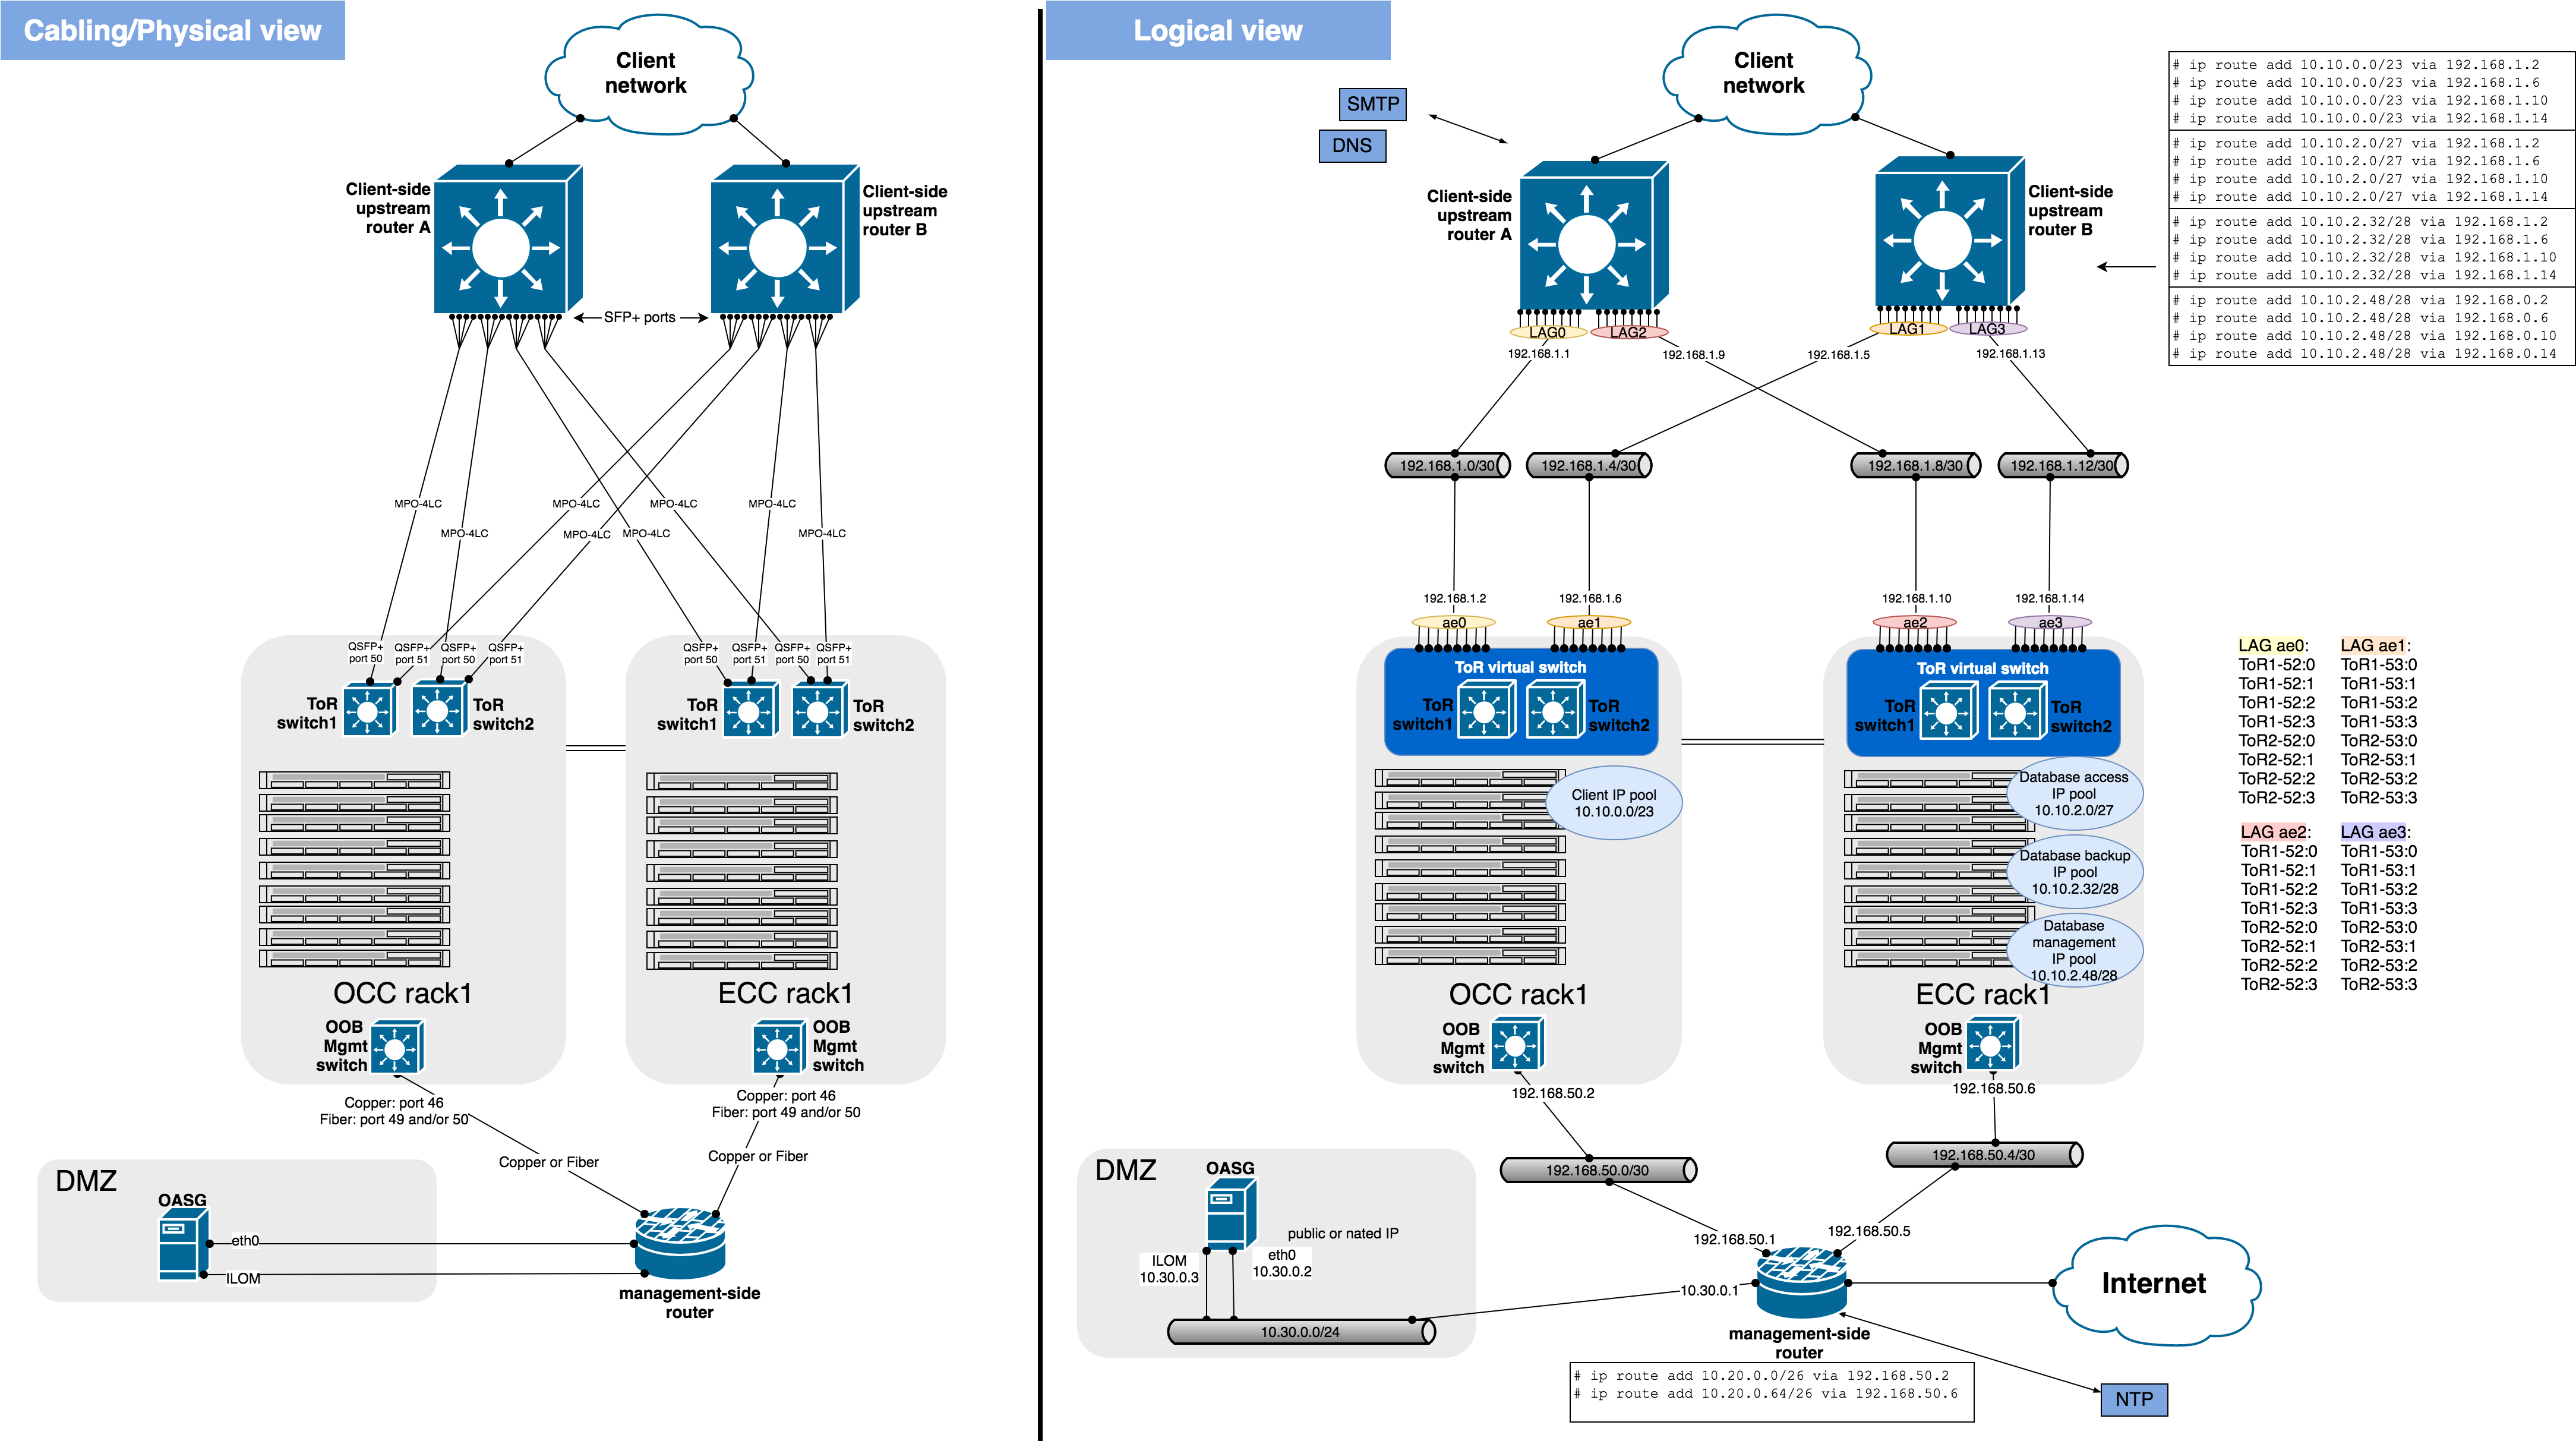 Cabling/Physical view
Client
network
Client-side
upstream
router A
Client-side
upstream
router B
SFP+ ports
MPO-4LC
MPO-4LC
MPO-4LC
MPO-4LC
MPO-4LC
MPO-4LC
MPO-4LC
MPO-4LC
QSFP+
port 50
QSFP+
port 51
QSFP+
port 50
QSFP+
port 51
QSFP+
port 50
QSFP+
port 51
QSFP+
port 50
QSFP+
port 51
ToR
switch1
ToR
switch2
ToR
switch1
ToR
switch2
OCC rack1
ECC rack1
OOB
Mgmt
switch
OOB
Mgmt
switch
Copper: port 46
Fiber: port 49 and/or 50
Copper: port 46
Fiber: port 49 and/or 50
Copper or Fiber
Copper or Fiber
DMZ
OASG
eth0
ILOM
management-side
router
Logical view
Client
network
SMTP
DNS
Client-side
upstream
router A
Client-side
upstream
router B
# ip route add 10.10.0.0/23 via 192.168.1.2
# ip route add 10.10.0.0/23 via 192.168.1.6
# ip route add 10.10.0.0/23 via 192.168.1.10
# ip route add 10.10.0.0/23 via 192.168.1.14
# ip route add 10.10.2.0/27 via 192.168.1.2
# ip route add 10.10.2.0/27 via 192.168.1.6
# ip route add 10.10.2.0/27 via 192.168.1.10
# ip route add 10.10.2.0/27 via 192.168.1.14
# ip route add 10.10.2.32/28 via 192.168.1.2
# ip route add 10.10.2.32/28 via 192.168.1.6
# ip route add 10.10.2.32/28 via 192.168.1.10
# ip route add 10.10.2.32/28 via 192.168.1.14
# ip route add 10.10.2.48/28 via 192.168.0.2
# ip route add 10.10.2.48/28 via 192.168.0.6
# ip route add 10.10.2.48/28 via 192.168.0.10
# ip route add 10.10.2.48/28 via 192.168.0.14
LAG0
LAG2
LAG1
LAG3
192.168.1.1
192.168.1.9
192.168.1.5
192.168.1.13
192.168.1.0/30
192.168.1.4/30
192.168.1.8/30
192.168.1.12/30
192.168.1.2
192.168.1.6
192.168.1.10
192.168.1.14
ae0
ae1
ae2
ae3
ToR virtual switch
ToR
switch1
ToR
switch2
ToR virtual switch
ToR
switch1
ToR
switch2
Client IP pool
10.10.0.0/23
Database access
IP pool
10.10.2.0/27
Database backup
IP pool
10.10.2.32/28
Database
management
IP pool
10.10.2.48/28
OCC rack1
ECC rack1
LAG ae0:
ToR1-52:0
ToR1-52:1
ToR1-52:2
ToR1-52:3
ToR2-52:0
ToR2-52:1
ToR2-52:2
ToR2-52:3
LAG ae1:
ToR1-53:0
ToR1-53:1
ToR1-53:2
ToR1-53:3
ToR2-53:0
ToR2-53:1
ToR2-53:2
ToR2-53:3
LAG ae2:
ToR1-52:0
ToR1-52:1
ToR1-52:2
ToR1-52:3
ToR2-52:0
ToR2-52:1
ToR2-52:2
ToR2-52:3
LAG ae3:
ToR1-53:0
ToR1-53:1
ToR1-53:2
ToR1-53:3
ToR2-53:0
ToR2-53:1
ToR2-53:2
ToR2-53:3
OOB
Mgmt
switch
OOB
Mgmt
switch
192.168.50.2
192.168.50.6
192.168.50.0/30
192.168.50.4/30
192.168.50.1
192.168.50.5
DMZ
OASG
public or nated IP
ILOM
10.30.0.3
eth0
10.30.0.2
10.30.0.1
10.30.0.0/24
management-side
router
Internet
NTP
# ip route add 10.20.0.0/26 via 192.168.50.2
# ip route add 10.20.0.64/26 via 192.168.50.6